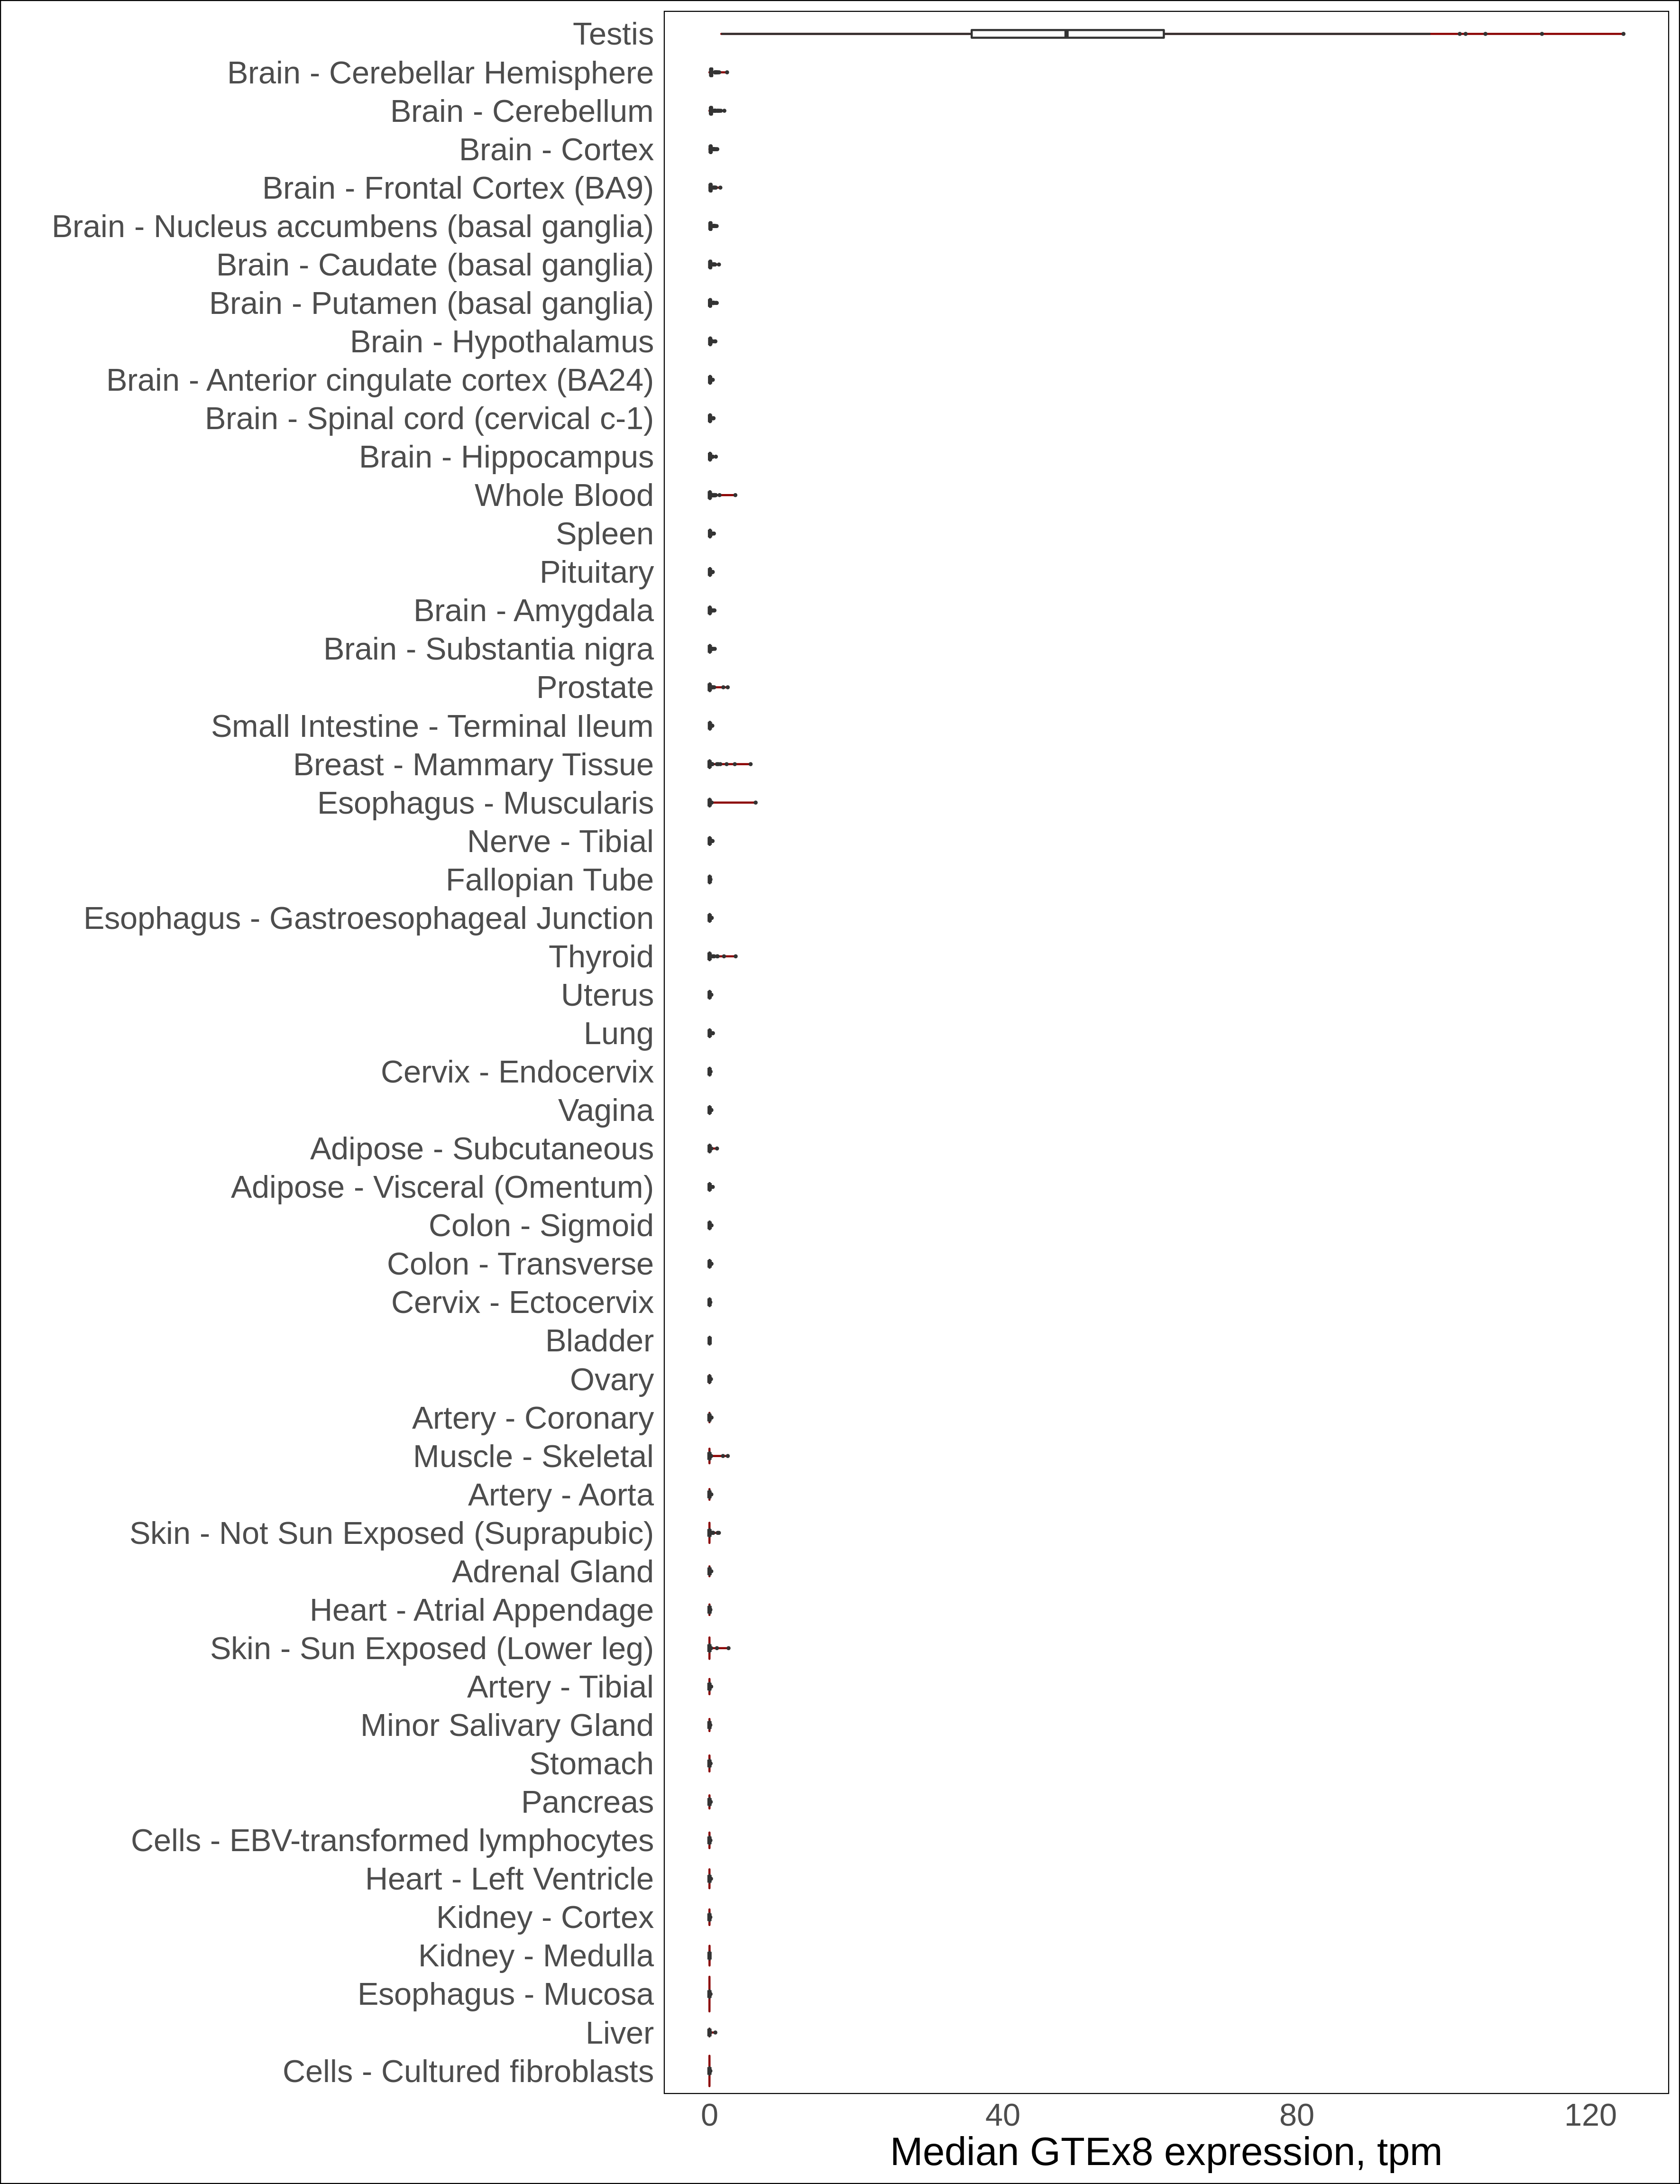 Testis
Brain - Cerebellar Hemisphere
Brain - Cerebellum
Brain - Cortex
Brain - Frontal Cortex (BA9)
Brain - Nucleus accumbens (basal ganglia)
Brain - Caudate (basal ganglia)
Brain - Putamen (basal ganglia)
Brain - Hypothalamus
Brain - Anterior cingulate cortex (BA24)
Brain - Spinal cord (cervical c-1)
Brain - Hippocampus
Whole Blood
Spleen
Pituitary
Brain - Amygdala
Brain - Substantia nigra
Prostate
Small Intestine - Terminal Ileum
Breast - Mammary Tissue
Esophagus - Muscularis
Nerve - Tibial
Fallopian Tube
Esophagus - Gastroesophageal Junction
Thyroid
Uterus
Lung
Cervix - Endocervix
Vagina
Adipose - Subcutaneous
Adipose - Visceral (Omentum)
Colon - Sigmoid
Colon - Transverse
Cervix - Ectocervix
Bladder
Ovary
Artery - Coronary
Muscle - Skeletal
Artery - Aorta
Skin - Not Sun Exposed (Suprapubic)
Adrenal Gland
Heart - Atrial Appendage
Skin - Sun Exposed (Lower leg)
Artery - Tibial
Minor Salivary Gland
Stomach
Pancreas
Cells - EBV-transformed lymphocytes
Heart - Left Ventricle
Kidney - Cortex
Kidney - Medulla
Esophagus - Mucosa
Liver
Cells - Cultured fibroblasts
0 40 80 120
Median GTEx8 expression, tpm